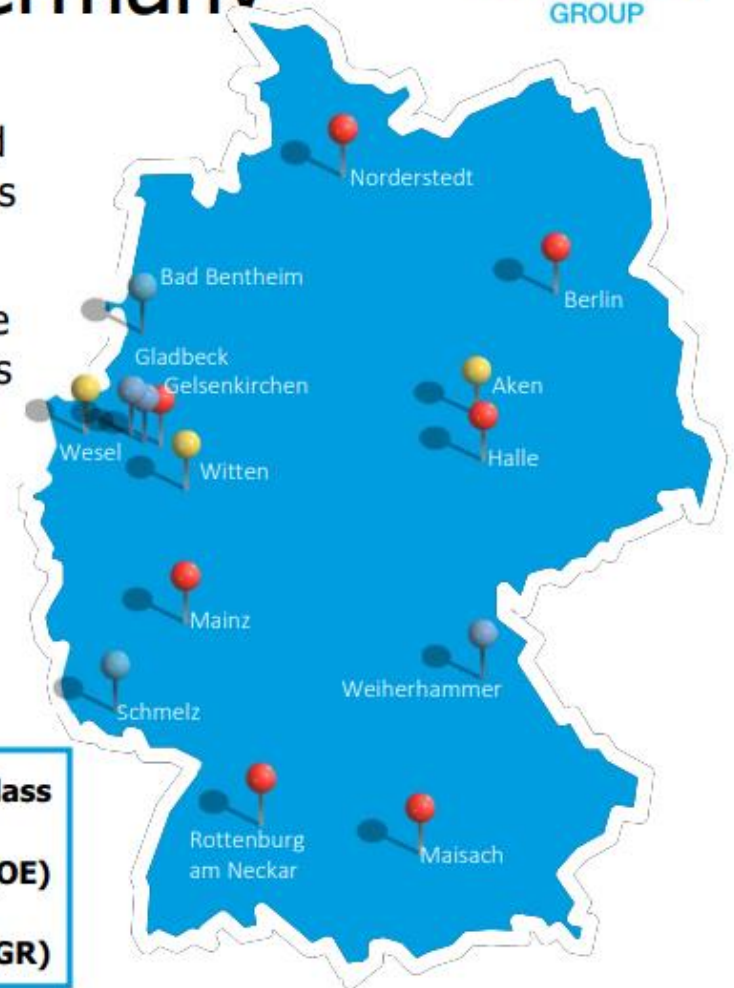 GROUP
Norderstedt
Bad Bentheim
Berlin
Gladbeck
Gelsenkirchen
Aken
Wesel
Witten
Halle
Mainz
Weiherhammer
Schmelz
Rottenburg
am Neckar
Maisach
lass
OE)
GR)